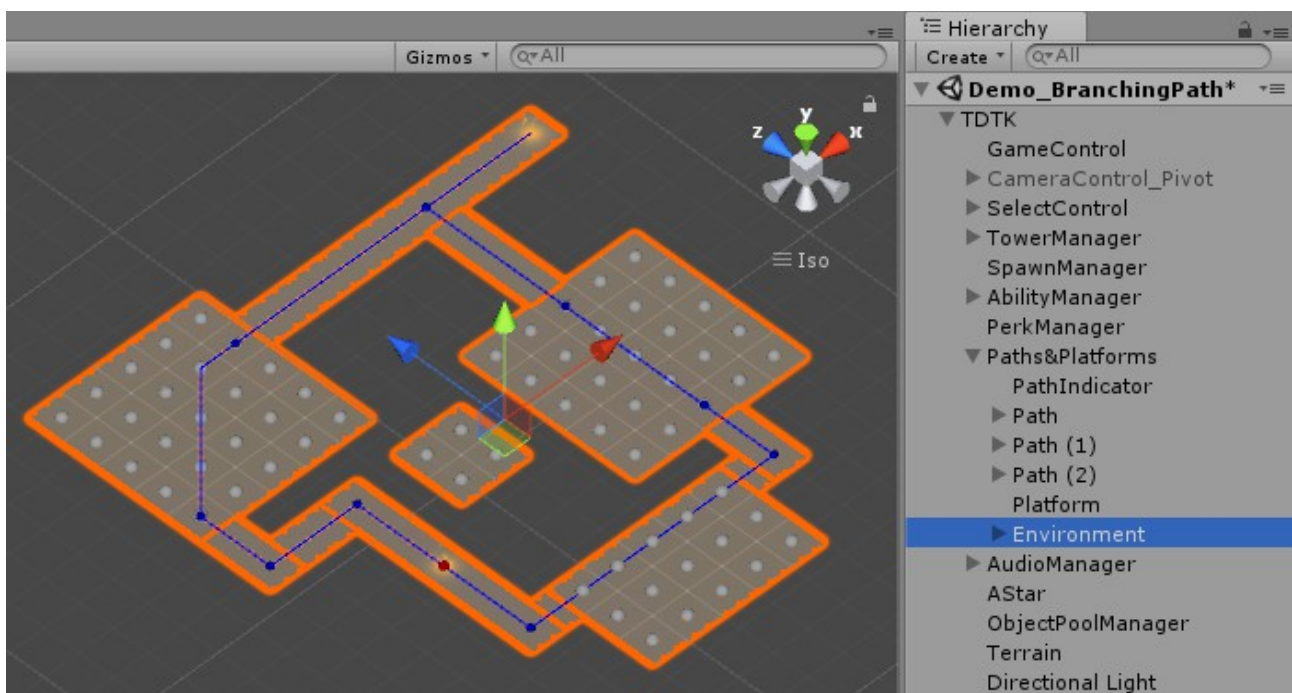 Gizmos
All
y
z
x
Iso
Hierarchy
Create
All
Demo_BranchingPath*
TDTK
GameControl
CameraControl_Pivot
SelectControl
TowerManager
SpawnManager
AbilityManager
PerkManager
Paths&Platforms
PathIndicator
Path
Path (1)
Path (2)
Platform
Environment
AudioManager
AStar
ObjectPoolManager
Terrain
Directional Light